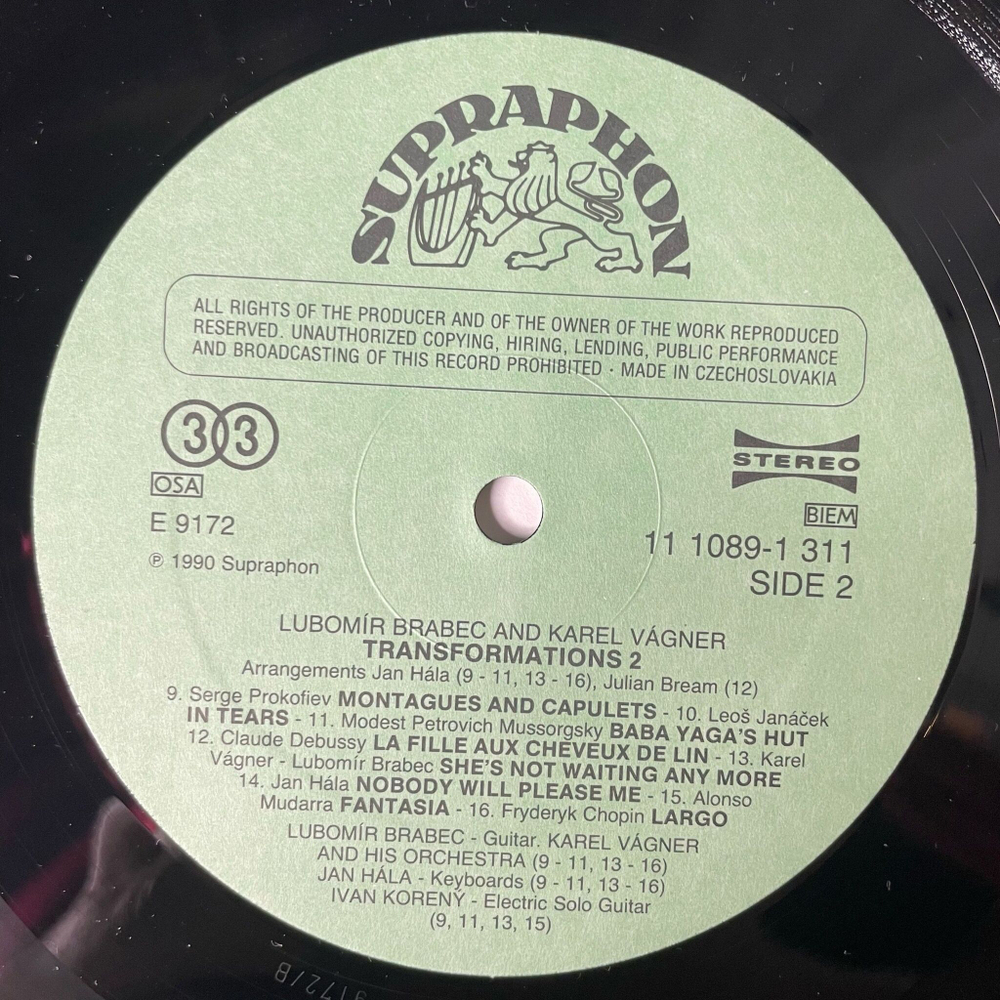 SUPRAPHON
ALL RIGHTS OF THE PRODUCER AND OF THE OWNER OF THE WORK REPRODUCED
RESERVED. UNAUTHORIZED COPYING, HIRING, LENDING, PUBLIC PERFORMANCE
AND BROADCASTING OF THIS RECORD PROHIBITED · MADE IN CZECHOSLOVAKIA
33
STEREO
OSA
BIEM
E 9172
11 1089-1 311
℗ 1990 Supraphon
SIDE 2
LUBOMÍR BRABEC AND KAREL VÁGNER
TRANSFORMATIONS 2
Arrangements Jan Hála (9 - 11, 13 - 16), Julian Bream (12)
9. Serge Prokofiev MONTAGUES AND CAPULETS - 10. Leoš Janáček
IN TEARS - 11. Modest Petrovich Mussorgsky BABA YAGA'S HUT
12. Claude Debussy LA FILLE AUX CHEVEUX DE LIN - 13. Karel
Vágner - Lubomír Brabec SHE'S NOT WAITING ANY MORE
14. Jan Hála NOBODY WILL PLEASE ME - 15. Alonso
Mudarra FANTASIA - 16. Fryderyk Chopin LARGO
LUBOMÍR BRABEC - Guitar. KAREL VÁGNER
AND HIS ORCHESTRA (9 - 11, 13 - 16)
JAN HÁLA - Keyboards (9 - 11, 13 - 16)
IVAN KORENÝ - Electric Solo Guitar
(9, 11, 13, 15)
9172/B